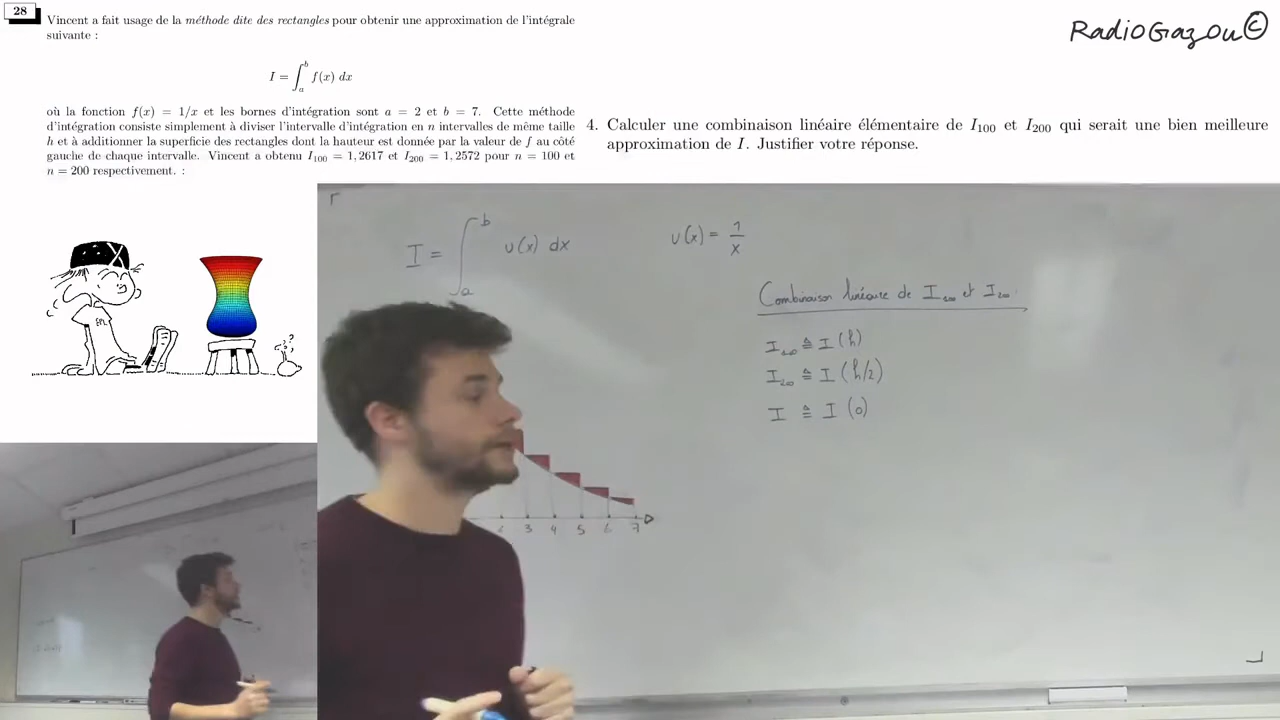 28
Vincent a fait usage de la méthode dite des rectangles pour obtenir une approximation de l'intégrale
suivante :
I = ∫_a^b f(x) dx
où la fonction f(x) = 1/x et les bornes d'intégration sont a = 2 et b = 7. Cette méthode
d'intégration consiste simplement à diviser l'intervalle d'intégration en n intervalles de même taille
h et à additionner la superficie des rectangles dont la hauteur est donnée par la valeur de f au côté
gauche de chaque intervalle. Vincent a obtenu I₁₀₀ = 1,2617 et I₂₀₀ = 1,2572 pour n = 100 et
n = 200 respectivement. :
RadioGazou©
4. Calculer une combinaison linéaire élémentaire de I₁₀₀ et I₂₀₀ qui serait une bien meilleure
approximation de I. Justifier votre réponse.
EPL
I = ∫_a^b u(x) dx
u(x) = 1/x
Combinaison linéaire de I₁₀₀ et I₂₀₀
I₁₀₀ ≜ I(h)
I₂₀₀ ≜ I(h/2)
I ≜ I(0)
2 3 4 5 6 7